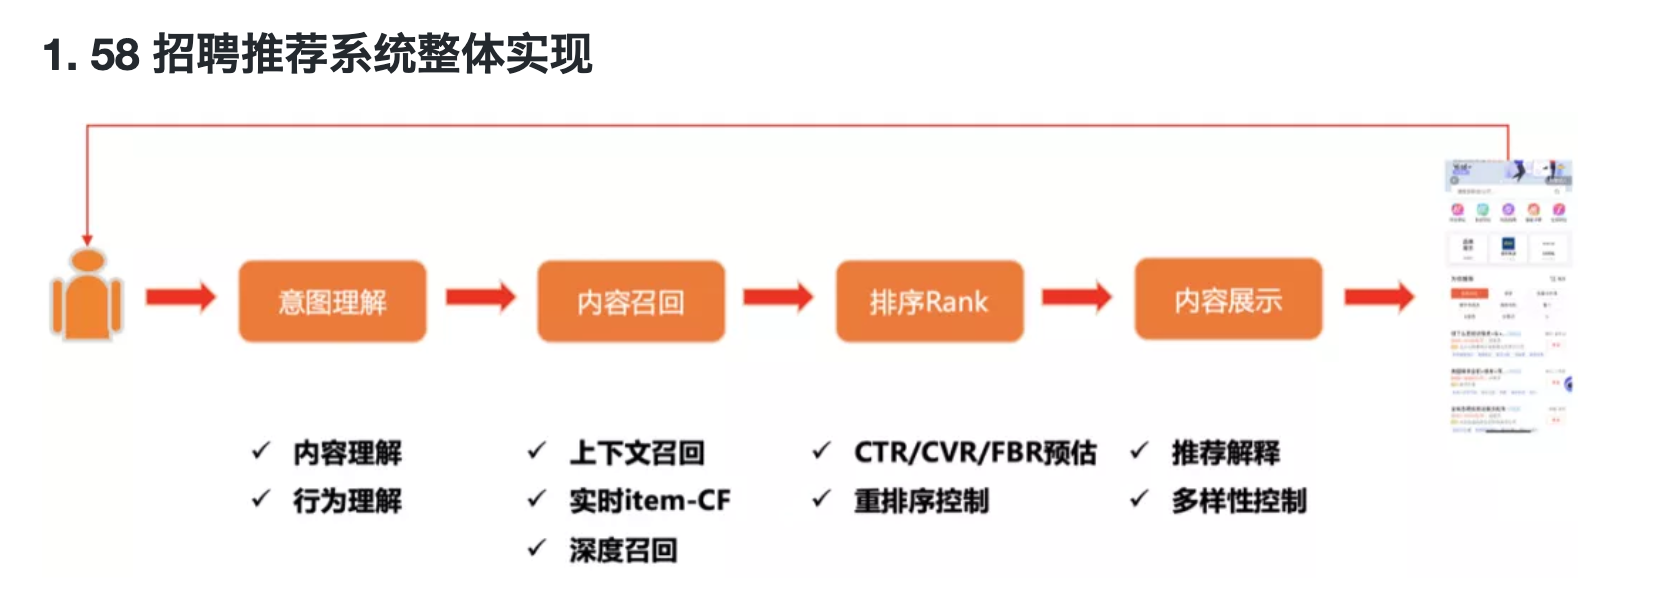 1. 58 招聘推荐系统整体实现
意图理解
内容召回
排序Rank
内容展示
内容理解
行为理解
上下文召回
实时item-CF
深度召回
CTR/CVR/FBR预估
重排序控制
推荐解释
多样性控制